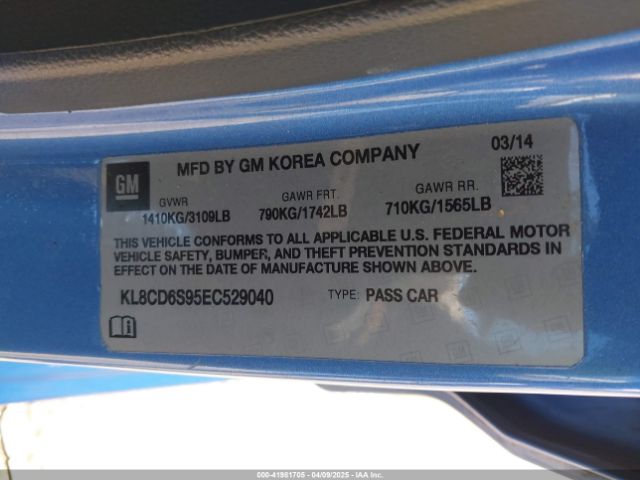 MFD BY GM KOREA COMPANY 03/14
GM
GVWR GAWR FRT. GAWR RR.
1410KG/3109LB 790KG/1742LB 710KG/1565LB
THIS VEHICLE CONFORMS TO ALL APPLICABLE U.S. FEDERAL MOTOR
VEHICLE SAFETY, BUMPER, AND THEFT PREVENTION STANDARDS IN
EFFECT ON THE DATE OF MANUFACTURE SHOWN ABOVE.
KL8CD6S95EC529040 TYPE: PASS CAR
000-41981705 04/09/2025 IAA Inc.